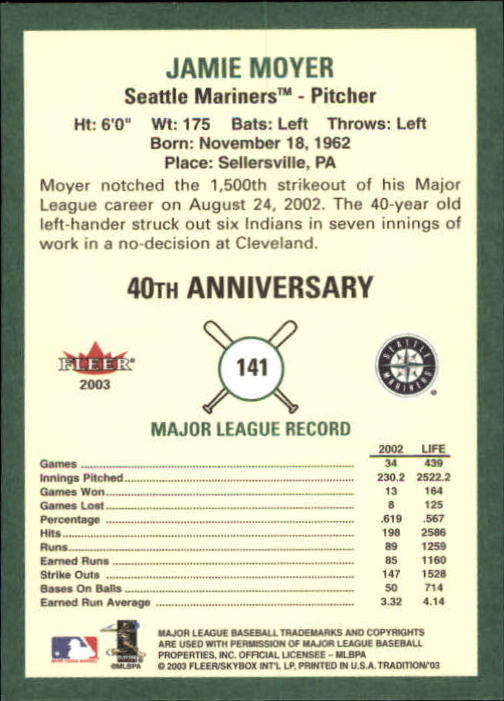 JAMIE MOYER
Seattle Mariners™ - Pitcher
Ht: 6'0" Wt: 175 Bats: Left Throws: Left
Born: November 18, 1962
Place: Sellersville, PA
Moyer notched the 1,500th strikeout of his Major
League career on August 24, 2002. The 40-year old
left-hander struck out six Indians in seven innings of
work in a no-decision at Cleveland.
40TH ANNIVERSARY
FLEER®
2003
141
SEATTLE
MARINERS
®
MAJOR LEAGUE RECORD
2002 LIFE
Games 34 439
Innings Pitched 230.2 2522.2
Games Won 13 164
Games Lost 8 125
Percentage .619 .567
Hits 198 2586
Runs 89 1259
Earned Runs 85 1160
Strike Outs 147 1528
Bases On Balls 50 714
Earned Run Average 3.32 4.14
©MLBPA
MAJOR LEAGUE BASEBALL TRADEMARKS AND COPYRIGHTS
ARE USED WITH PERMISSION OF MAJOR LEAGUE BASEBALL
PROPERTIES, INC. OFFICIAL LICENSEE - MLBPA
© 2003 FLEER/SKYBOX INT'L LP, PRINTED IN U.S.A. TRADITION'03